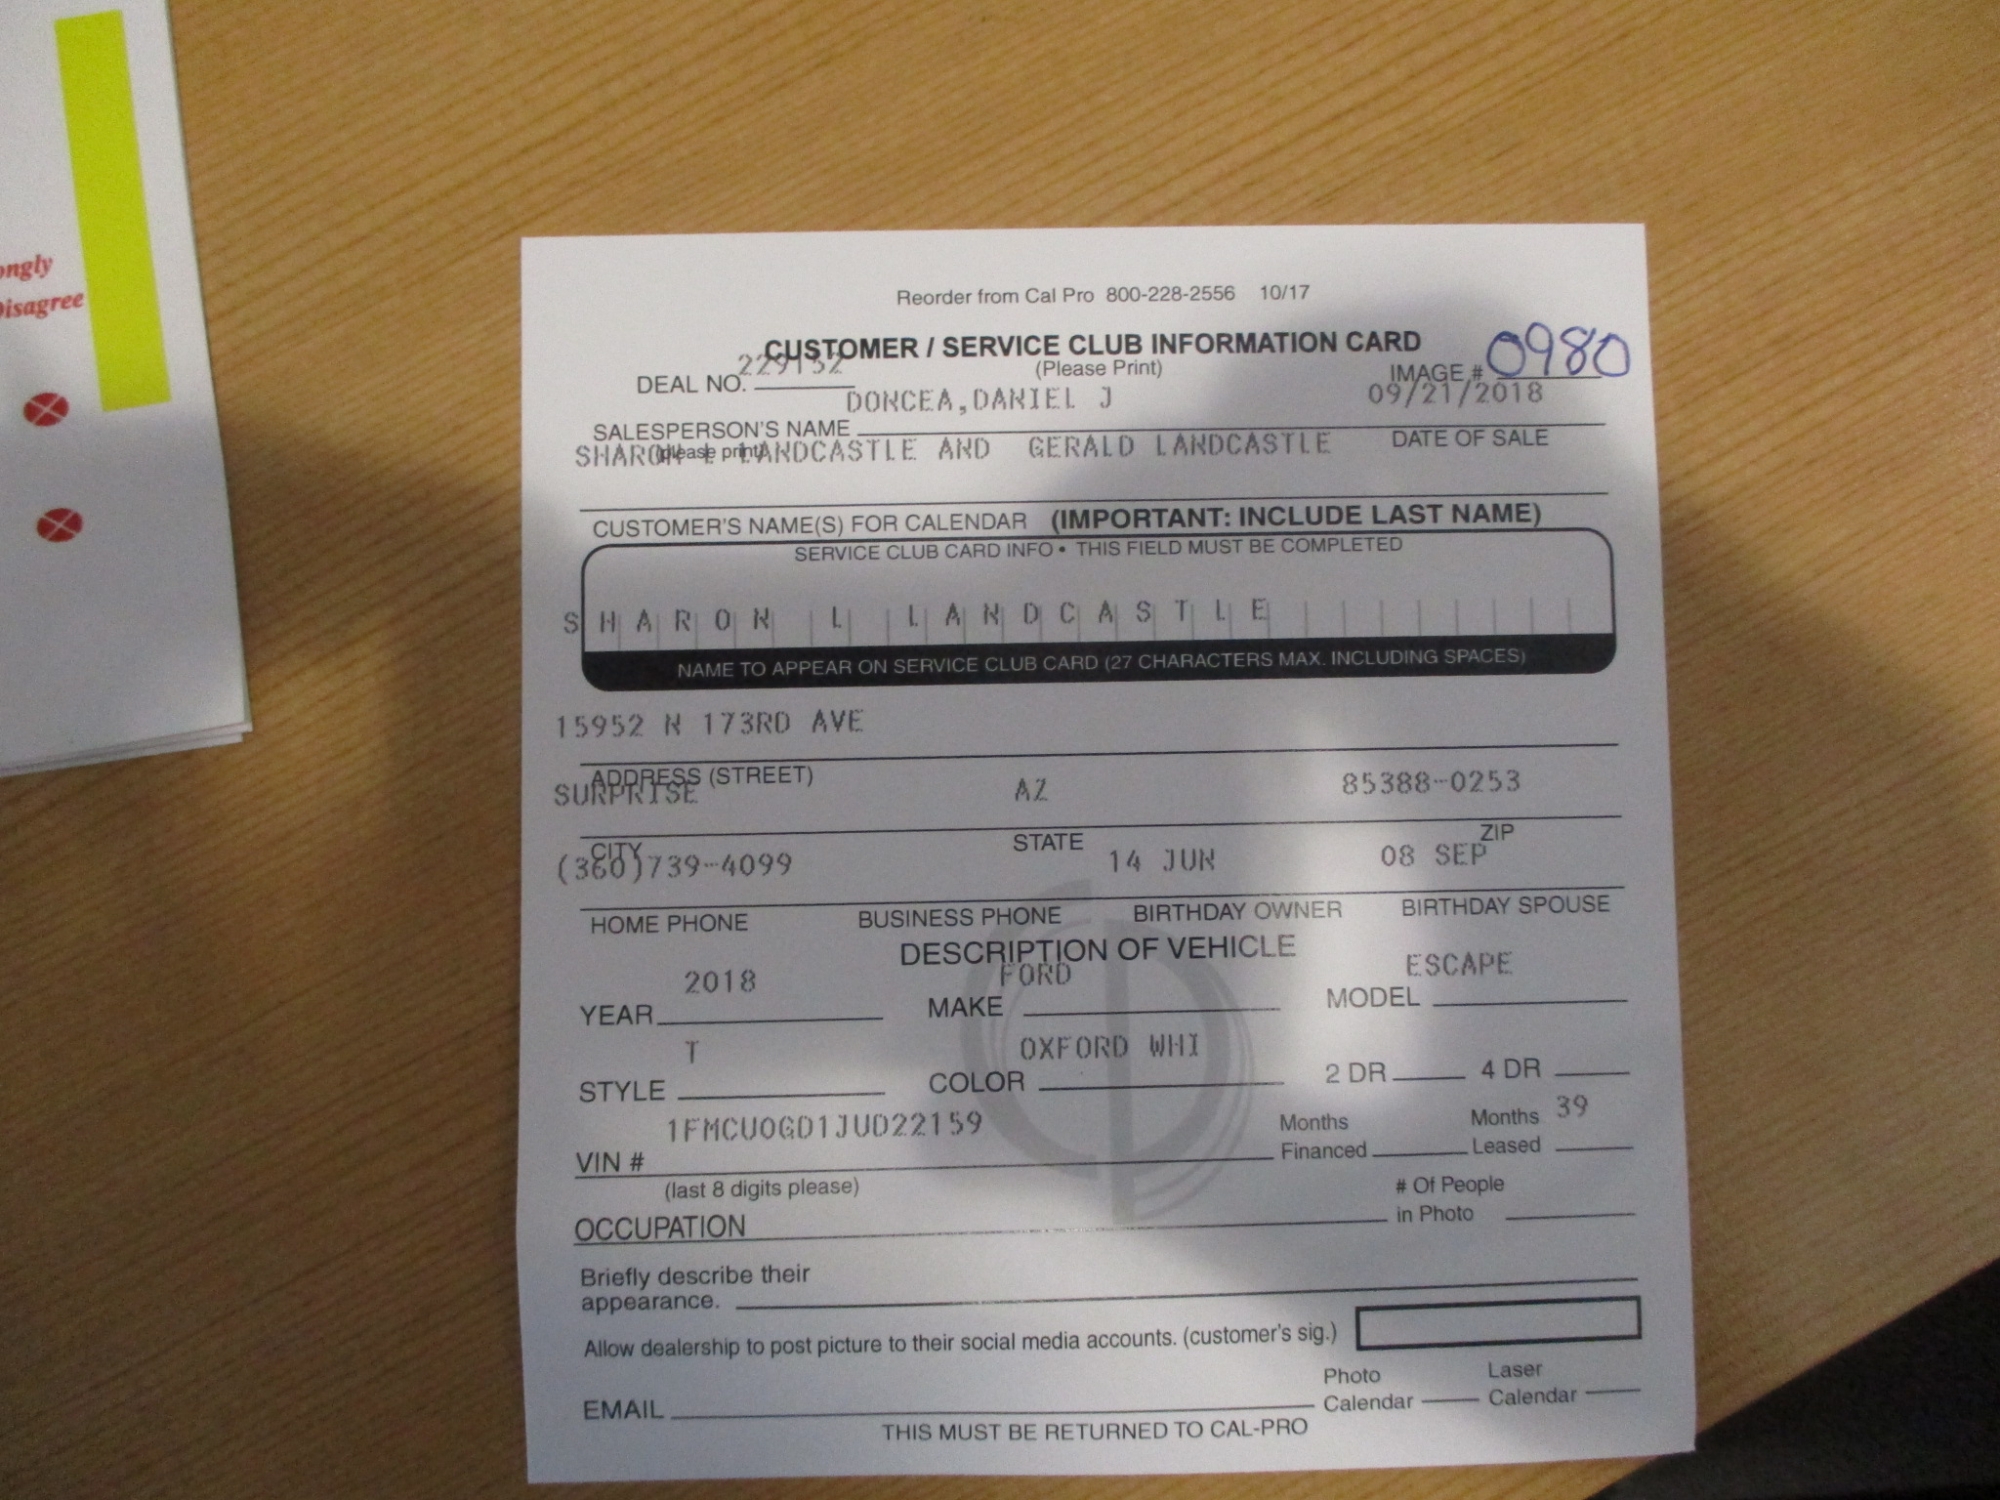 ongly
Disagree
Reorder from Cal Pro 800-228-2556 10/17
CUSTOMER / SERVICE CLUB INFORMATION CARD
(Please Print)
DEAL NO. 229152
IMAGE # 0980
DONCEA,DANIEL J
09/21/2018
SALESPERSON'S NAME
(please print)
DATE OF SALE
SHARON L LANDCASTLE AND GERALD LANDCASTLE
CUSTOMER'S NAME(S) FOR CALENDAR (IMPORTANT: INCLUDE LAST NAME)
SERVICE CLUB CARD INFO • THIS FIELD MUST BE COMPLETED
SHARON L LANDCASTLE
NAME TO APPEAR ON SERVICE CLUB CARD (27 CHARACTERS MAX. INCLUDING SPACES)
15952 N 173RD AVE
ADDRESS (STREET)
SURPRISE AZ 85388-0253
CITY STATE ZIP
(360)739-4099 14 JUN 08 SEP
HOME PHONE BUSINESS PHONE BIRTHDAY OWNER BIRTHDAY SPOUSE
DESCRIPTION OF VEHICLE
2018 FORD ESCAPE
YEAR MAKE MODEL
T OXFORD WHI
STYLE COLOR 2 DR 4 DR
1FMCU0GD1JUD22159
Months Financed Months Leased 39
VIN #
(last 8 digits please)
# Of People in Photo
OCCUPATION
Briefly describe their
appearance.
Allow dealership to post picture to their social media accounts. (customer's sig.)
Photo Calendar Laser Calendar
EMAIL
THIS MUST BE RETURNED TO CAL-PRO